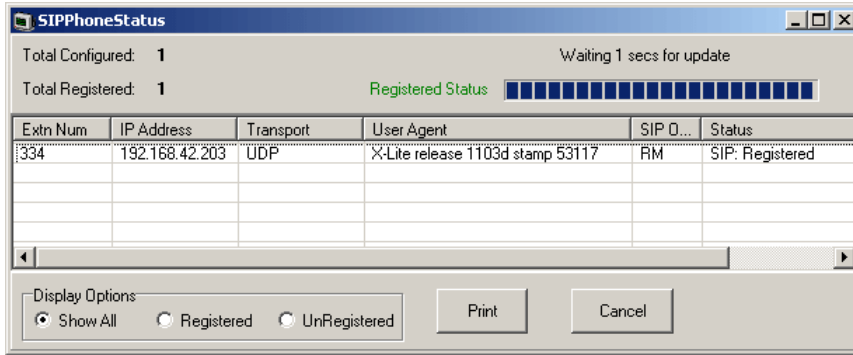 SIPPhoneStatus
Total Configured: 1 Waiting 1 secs for update
Total Registered: 1 Registered Status
Extn Num IP Address Transport User Agent SIP O... Status
334 192.168.42.203 UDP X-Lite release 1103d stamp 53117 RM SIP: Registered
Display Options
Show All Registered UnRegistered Print Cancel